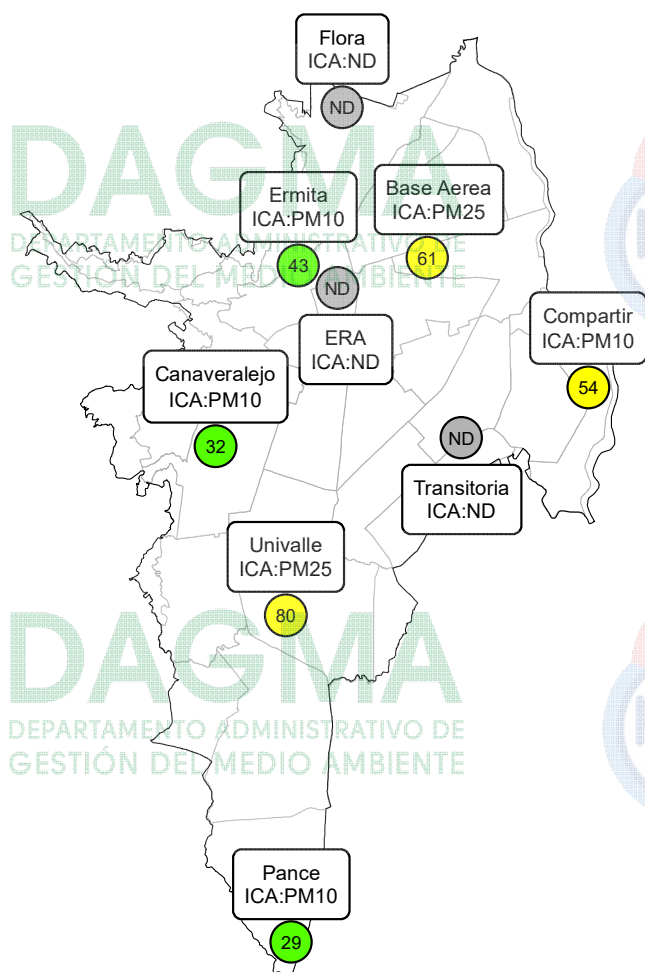 Flora
ICA:ND
ND
DAGMA
DEPARTAMENTO ADMINISTRATIVO DE
GESTIÓN DEL MEDIO AMBIENTE
Ermita
ICA:PM10
43
Base Aerea
ICA:PM25
61
ND
ERA
ICA:ND
Compartir
ICA:PM10
54
Canaveralejo
ICA:PM10
32
ND
Transitoria
ICA:ND
Univalle
ICA:PM25
80
DAGMA
DEPARTAMENTO ADMINISTRATIVO DE
GESTIÓN DEL MEDIO AMBIENTE
Pance
ICA:PM10
29